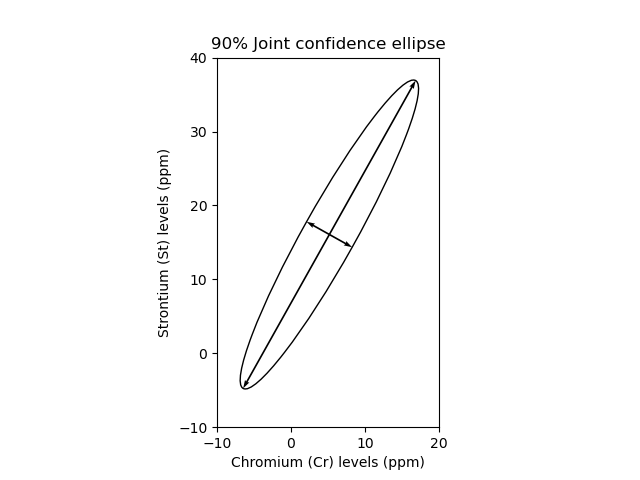 90% Joint confidence ellipse
40
30
20
10
0
−10
−10 0 10 20
Strontium (St) levels (ppm)
Chromium (Cr) levels (ppm)